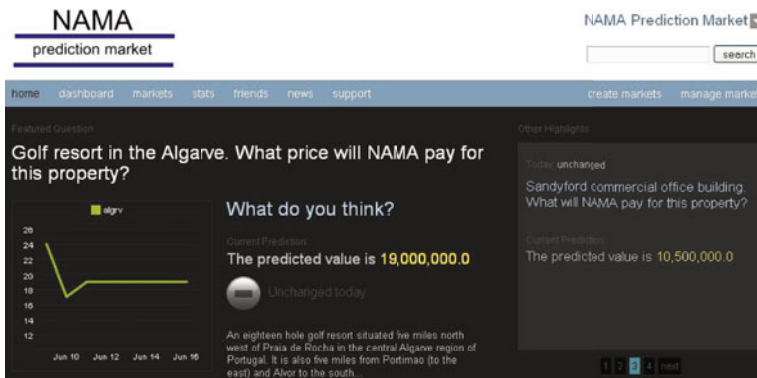 NAMA
prediction market
NAMA Prediction Market
search
home dashboard markets stats friends news support
create markets manage marke
Featured Question
Golf resort in the Algarve. What price will NAMA pay for
this property?
algrv
26
24
22
20
18
16
14
12
Jun 10 Jun 12 Jun 14 Jun 16
What do you think?
Current Prediction
The predicted value is 19,000,000.0
Unchanged today
An eighteen hole golf resort situated five miles north
west of Praia de Rocha in the central Algarve region of
Portugal. It is also five miles from Portimao (to the
east) and Alvor to the south...
Other Highlights
Today unchanged
Sandyford commercial office building.
What will NAMA pay for this property?
Current Prediction
The predicted value is 10,500,000.0
1 2 3 4 next